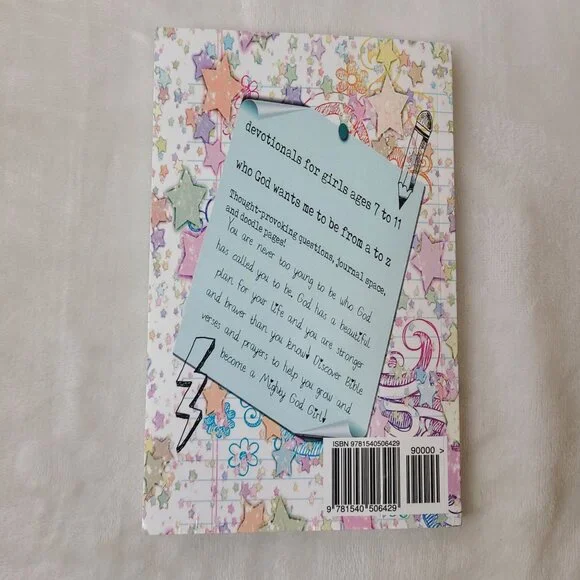 devotionals for girls ages 7 to 11
who God wants me to be from a to z
Thought-provoking questions, journal space,
and doodle pages!
You are never too young to be who God
has called you to be. God has a beautiful
plan for your life and you are stronger
and braver than you know! Discover Bible
verses and prayers to help you grow and
become a Mighty God Girl!
ISBN 9781540506429
90000 >
9 781540 506429